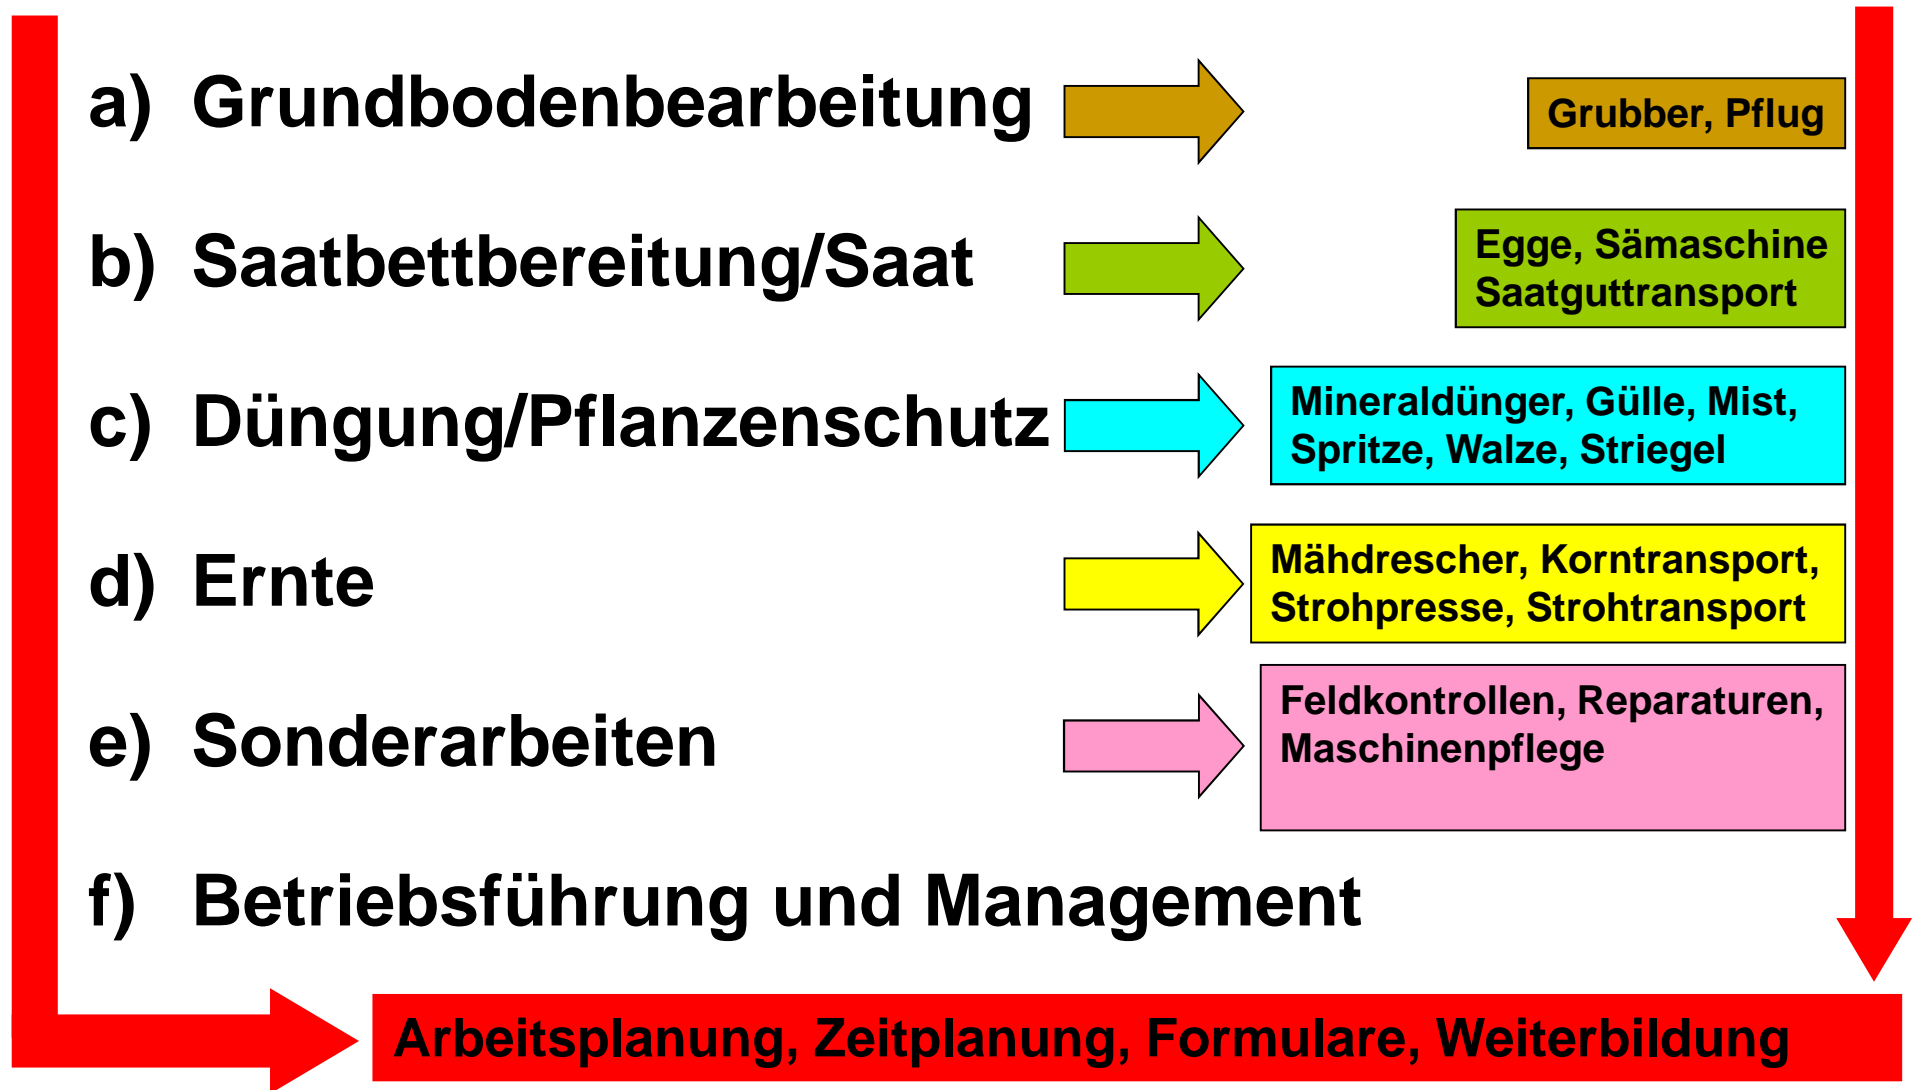 a) Grundbodenbearbeitung
Grubber, Pflug
b) Saatbettbereitung/Saat
Egge, Sämaschine
Saatguttransport
c) Düngung/Pflanzenschutz
Mineraldünger, Gülle, Mist,
Spritze, Walze, Striegel
d) Ernte
Mähdrescher, Korntransport,
Strohpresse, Strohtransport
e) Sonderarbeiten
Feldkontrollen, Reparaturen,
Maschinenpflege
f) Betriebsführung und Management
Arbeitsplanung, Zeitplanung, Formulare, Weiterbildung